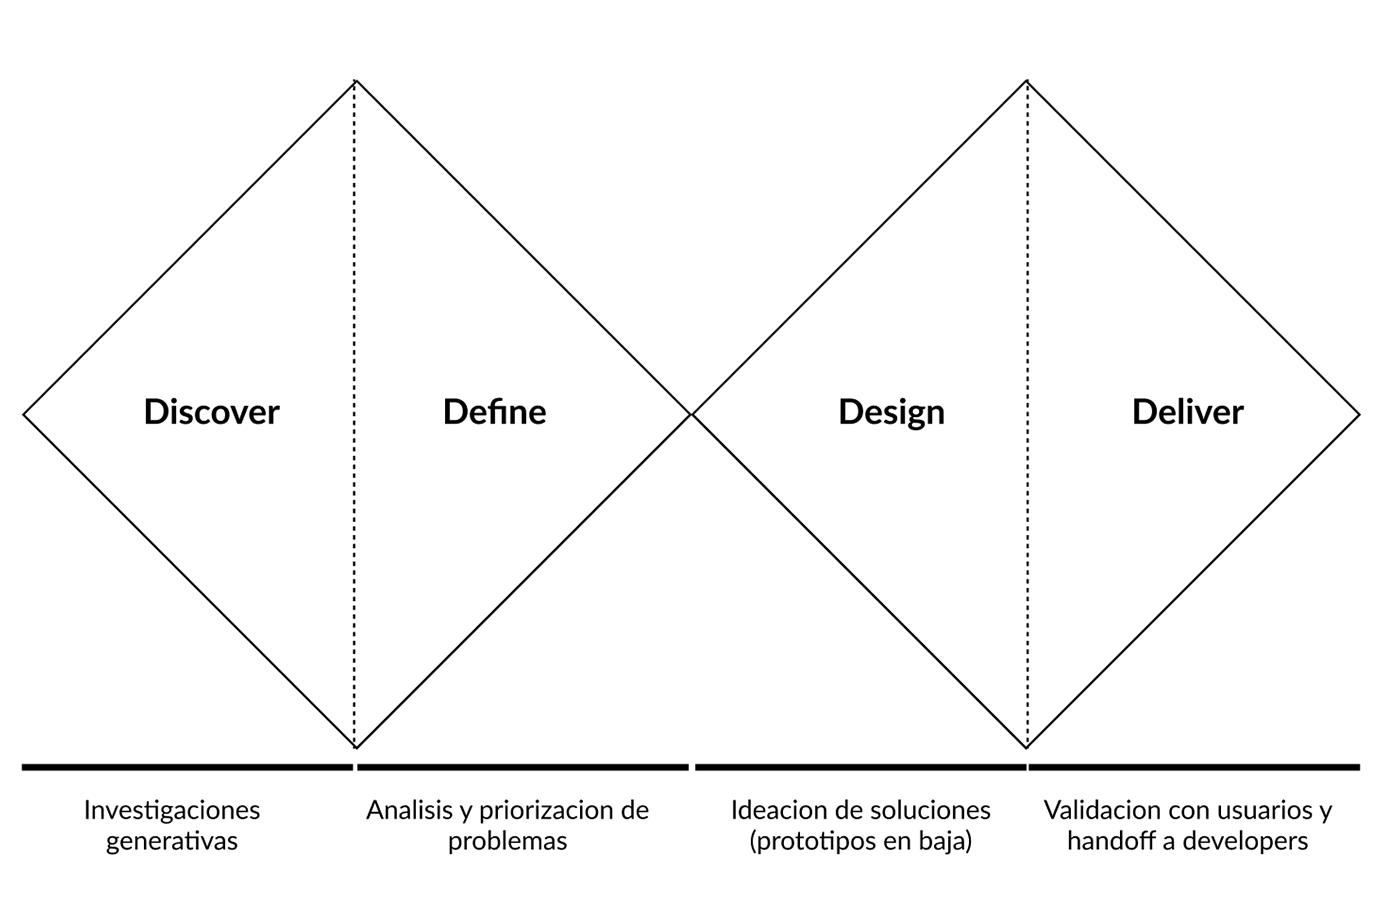 Discover
Define
Design
Deliver
Investigaciones
generativas
Analisis y priorizacion de
problemas
Ideacion de soluciones
(prototipos en baja)
Validacion con usuarios y
handoff a developers